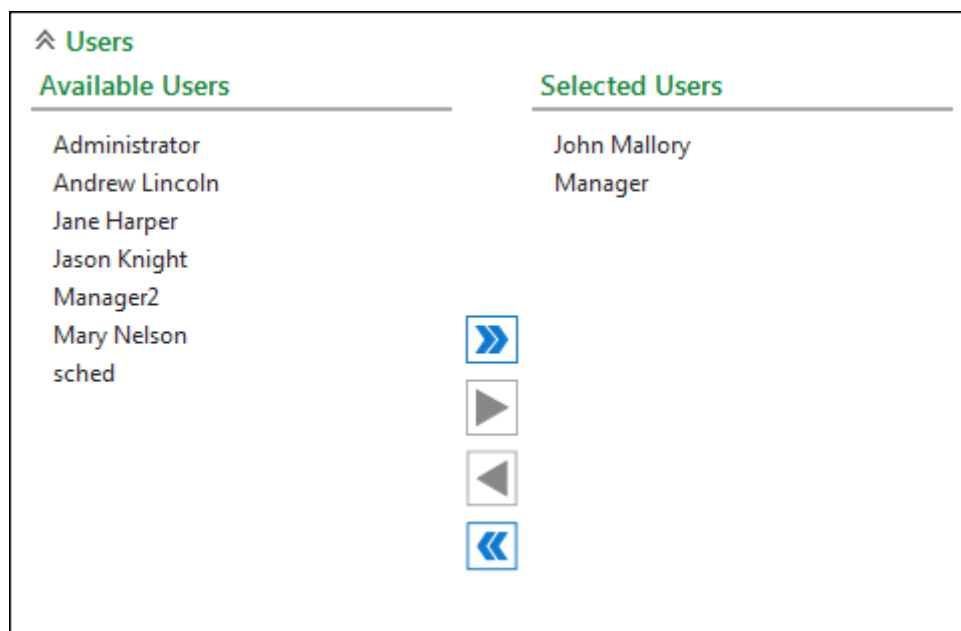 Users
Available Users
Administrator
Andrew Lincoln
Jane Harper
Jason Knight
Manager2
Mary Nelson
sched
Selected Users
John Mallory
Manager